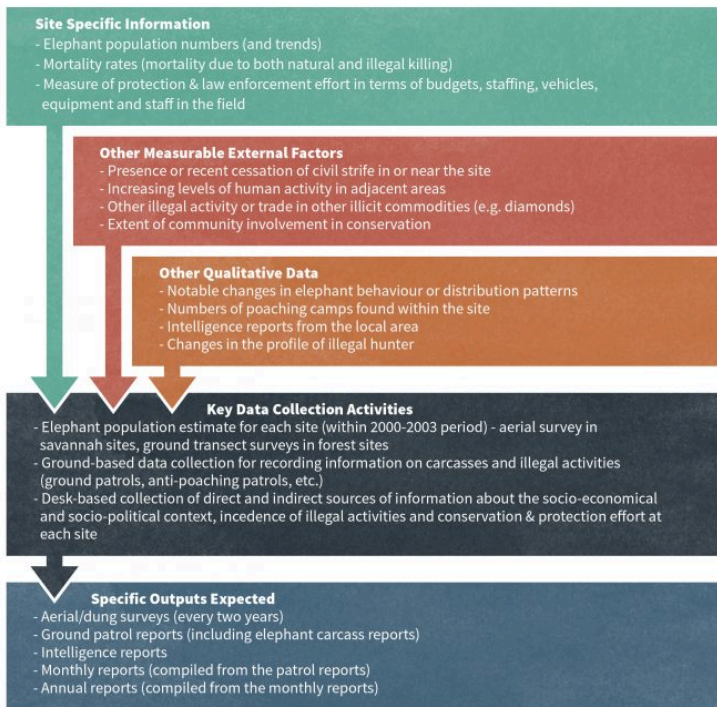 Site Specific Information
- Elephant population numbers (and trends)
- Mortality rates (mortality due to both natural and illegal killing)
- Measure of protection & law enforcement effort in terms of budgets, staffing, vehicles,
equipment and staff in the field
Other Measurable External Factors
- Presence or recent cessation of civil strife in or near the site
- Increasing levels of human activity in adjacent areas
- Other illegal activity or trade in other illicit commodities (e.g. diamonds)
- Extent of community involvement in conservation
Other Qualitative Data
- Notable changes in elephant behaviour or distribution patterns
- Numbers of poaching camps found within the site
- Intelligence reports from the local area
- Changes in the profile of illegal hunter
Key Data Collection Activities
- Elephant population estimate for each site (within 2000-2003 period) - aerial survey in
savannah sites, ground transect surveys in forest sites
- Ground-based data collection for recording information on carcasses and illegal activities
(ground patrols, anti-poaching patrols, etc.)
- Desk-based collection of direct and indirect sources of information about the socio-economical
and socio-political context, incedence of illegal activities and conservation & protection effort at
each site
Specific Outputs Expected
- Aerial/dung surveys (every two years)
- Ground patrol reports (including elephant carcass reports)
- Intelligence reports
- Monthly reports (compiled from the patrol reports)
- Annual reports (compiled from the monthly reports)